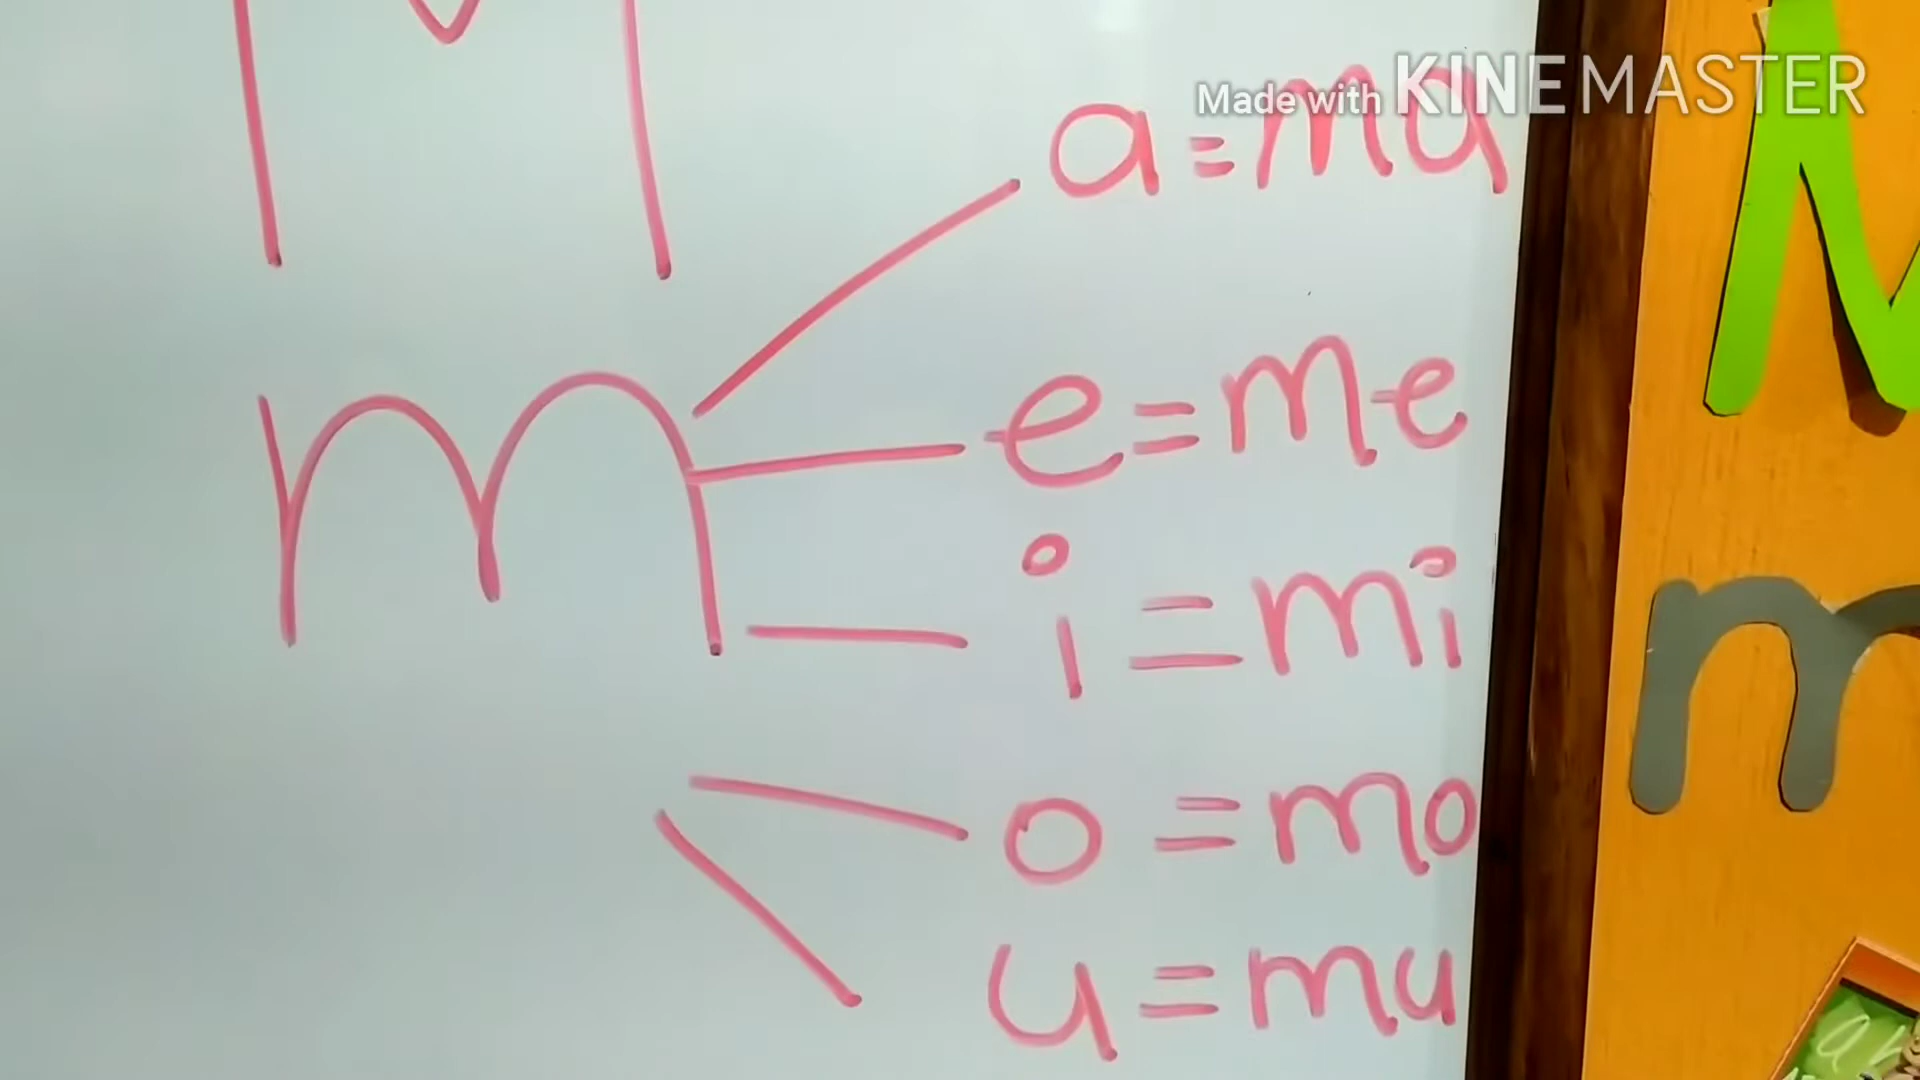 Made with KINEMASTER
M
a = ma
m
e = me
i = mi
o = mo
u = mu
M
m